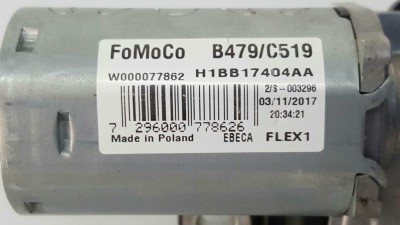 FoMoCo B479/C519
W000077862 H1BB17404AA
2/S--003296
03/11/2017
20:34:21
7 296000 778626
Made in Poland EBECA FLEX1